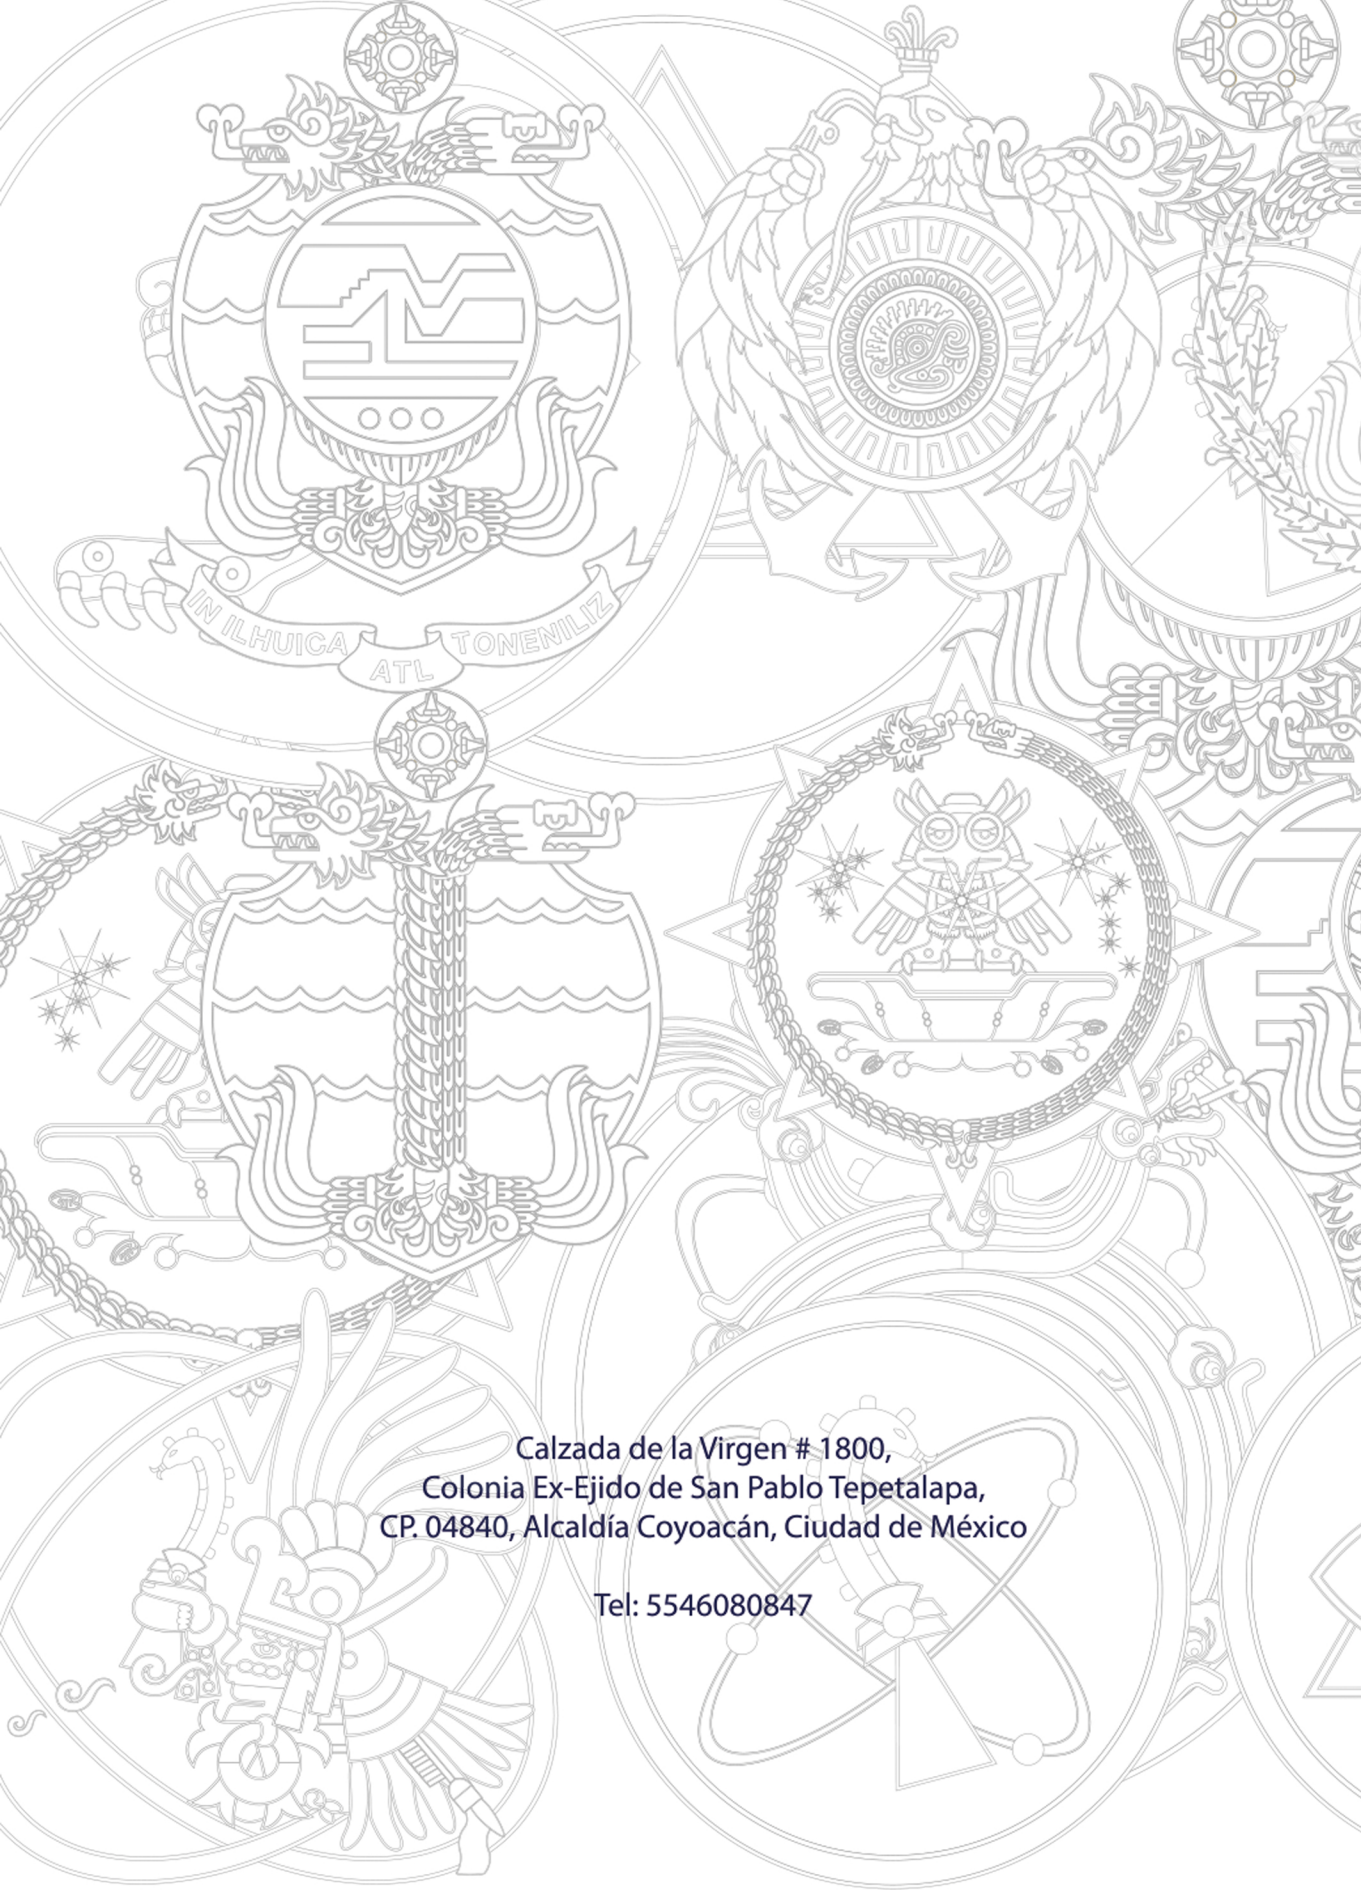 IN ILHUICA ATL TONENILIZ
Calzada de la Virgen # 1800,
Colonia Ex-Ejido de San Pablo Tepetalapa,
CP. 04840, Alcaldía Coyoacán, Ciudad de México
Tel: 5546080847